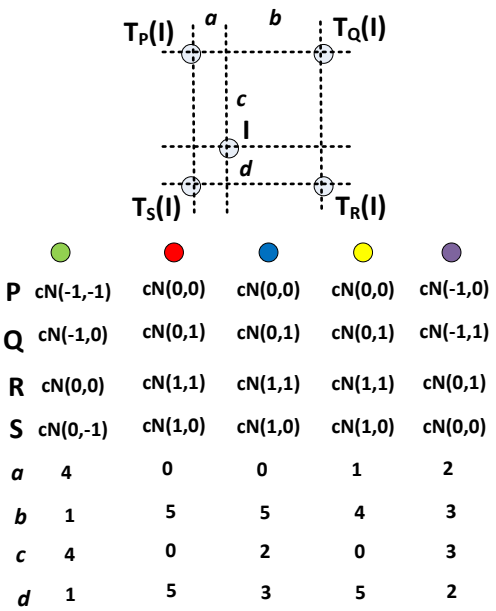 a b
T_P(I) T_Q(I)
c
I
d
T_S(I) T_R(I)
P cN(-1,-1) cN(0,0) cN(0,0) cN(0,0) cN(-1,0)
Q cN(-1,0) cN(0,1) cN(0,1) cN(0,1) cN(-1,1)
R cN(0,0) cN(1,1) cN(1,1) cN(1,1) cN(0,1)
S cN(0,-1) cN(1,0) cN(1,0) cN(1,0) cN(0,0)
a 4 0 0 1 2
b 1 5 5 4 3
c 4 0 2 0 3
d 1 5 3 5 2